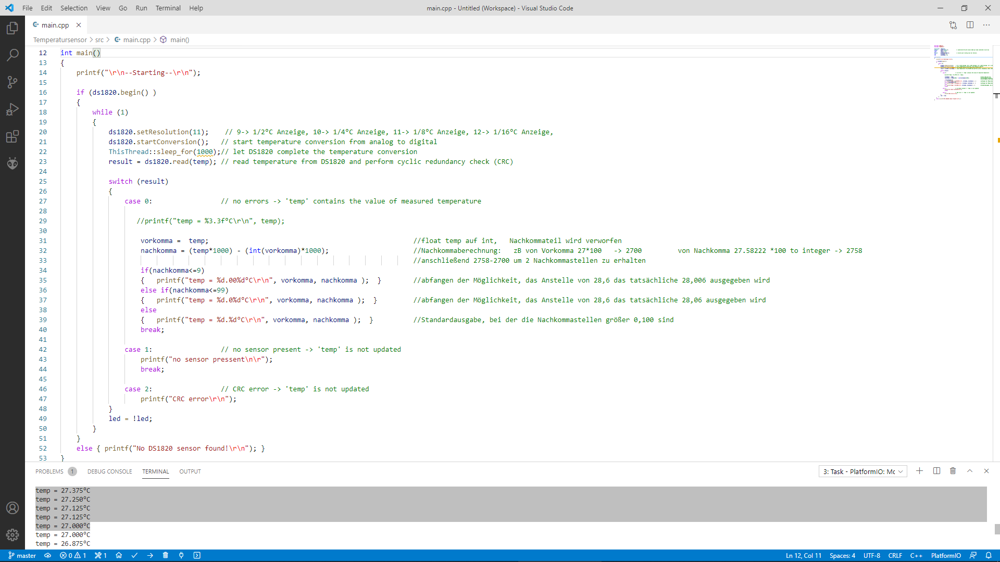 File Edit Selection View Go Run Terminal Help
main.cpp - Untitled (Workspace) - Visual Studio Code
main.cpp
Temperatursensor > src > main.cpp > main()
12 int main()
13 {
14 printf("\r\n--Starting--\r\n");
15
16 if (ds1820.begin() )
17 {
18 while (1)
19 {
20 ds1820.setResolution(11); // 9-> 1/2°C Anzeige, 10-> 1/4°C Anzeige, 11-> 1/8°C Anzeige, 12-> 1/16°C Anzeige,
21 ds1820.startConversion(); // start temperature conversion from analog to digital
22 ThisThread::sleep_for(1000);// let DS1820 complete the temperature conversion
23 result = ds1820.read(temp); // read temperature from DS1820 and perform cyclic redundancy check (CRC)
24
25 switch (result)
26 {
27 case 0: // no errors -> 'temp' contains the value of measured temperature
28
29 //printf("temp = %3.3f°C\r\n", temp);
30
31 vorkomma = temp; //float temp auf int, Nachkommateil wird verworfen
32 nachkomma = (temp*1000) - (int(vorkomma)*1000); //Nachkommaberechnung: zB von Vorkomma 27*100 -> 2700 von Nachkomma 27.58222 *100 to integer -> 2758
33 //anschließend 2758-2700 um 2 Nachkommastellen zu erhalten
34 if(nachkomma<=9)
35 { printf("temp = %d.00%d°C\r\n", vorkomma, nachkomma ); } //abfangen der Möglichkeit, das Anstelle von 28,6 das tatsächliche 28,006 ausgegeben wird
36 else if(nachkomma<=99)
37 { printf("temp = %d.0%d°C\r\n", vorkomma, nachkomma ); } //abfangen der Möglichkeit, das Anstelle von 28,6 das tatsächliche 28,06 ausgegeben wird
38 else
39 { printf("temp = %d.%d°C\r\n", vorkomma, nachkomma ); } //Standardausgabe, bei der die Nachkommastellen größer 0,100 sind
40 break;
41
42 case 1: // no sensor present -> 'temp' is not updated
43 printf("no sensor pressent\n\r");
44 break;
45
46 case 2: // CRC error -> 'temp' is not updated
47 printf("CRC error\r\n");
48 }
49 led = !led;
50 }
51 }
52 else { printf("No DS1820 sensor found!\r\n"); }
53 }
PROBLEMS 1 DEBUG CONSOLE TERMINAL OUTPUT
3: Task - PlatformIO: Mc
temp = 27.375°C
temp = 27.250°C
temp = 27.125°C
temp = 27.125°C
temp = 27.000°C
temp = 27.000°C
temp = 26.875°C
master 0 1 1 Ln 12, Col 11 Spaces: 4 UTF-8 CRLF C++ PlatformIO